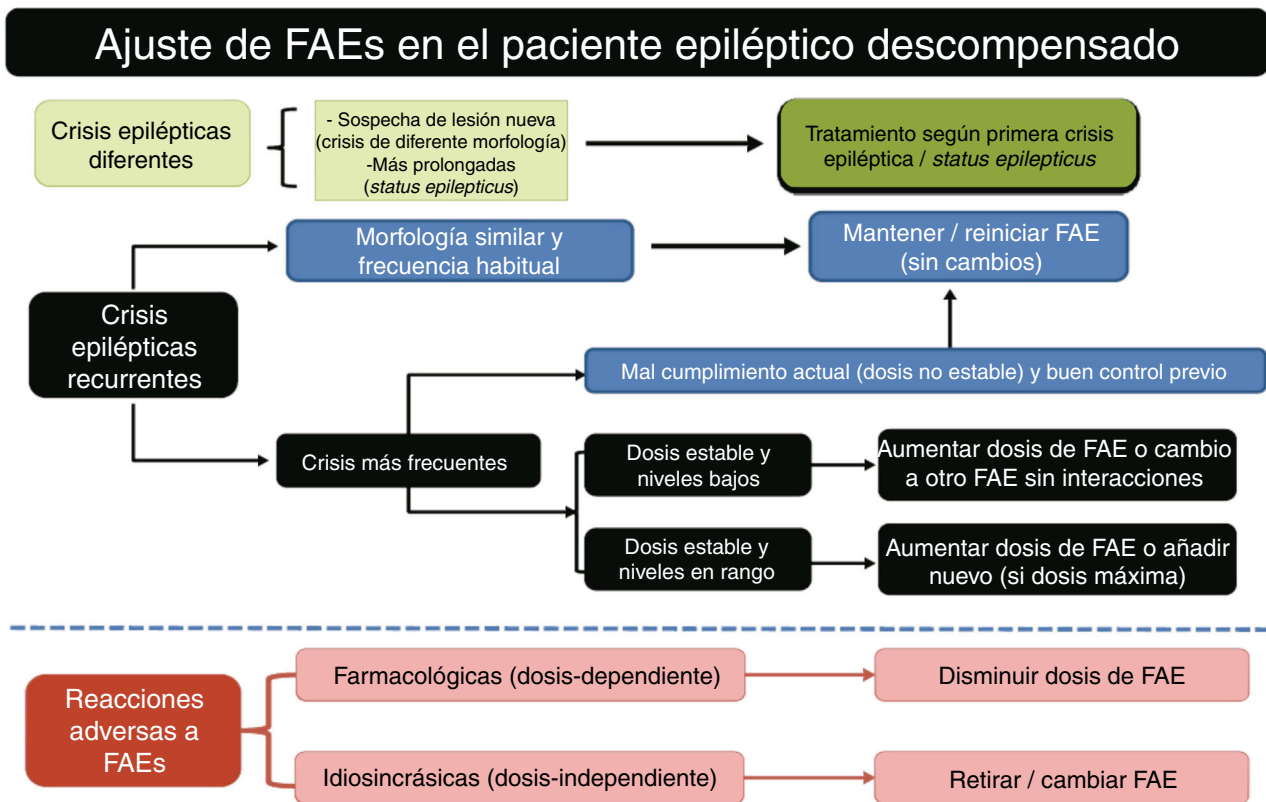 Ajuste de FAEs en el paciente epiléptico descompensado
Crisis epilépticas
diferentes
- Sospecha de lesión nueva
(crisis de diferente morfología)
-Más prolongadas
(status epilepticus)
Tratamiento según primera crisis
epiléptica / status epilepticus
Morfología similar y
frecuencia habitual
Mantener / reiniciar FAE
(sin cambios)
Crisis
epilépticas
recurrentes
Mal cumplimiento actual (dosis no estable) y buen control previo
Crisis más frecuentes
Dosis estable y
niveles bajos
Aumentar dosis de FAE o cambio
a otro FAE sin interacciones
Dosis estable y
niveles en rango
Aumentar dosis de FAE o añadir
nuevo (si dosis máxima)
Reacciones
adversas a
FAEs
Farmacológicas (dosis-dependiente)
Disminuir dosis de FAE
Idiosincrásicas (dosis-independiente)
Retirar / cambiar FAE